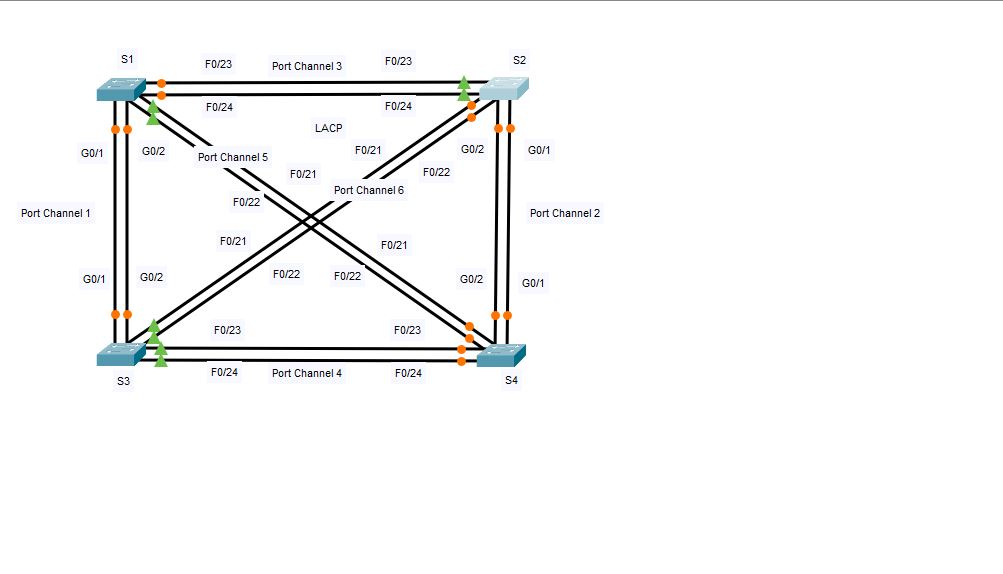 S1
F0/23
Port Channel 3
F0/23
S2
F0/24
F0/24
LACP
G0/1
G0/2
Port Channel 5
F0/21
G0/2
G0/1
F0/21
F0/22
Port Channel 6
F0/22
Port Channel 1
Port Channel 2
F0/21
F0/21
G0/1
G0/2
F0/22
F0/22
G0/2
G0/1
F0/23
F0/23
S3
F0/24
Port Channel 4
F0/24
S4